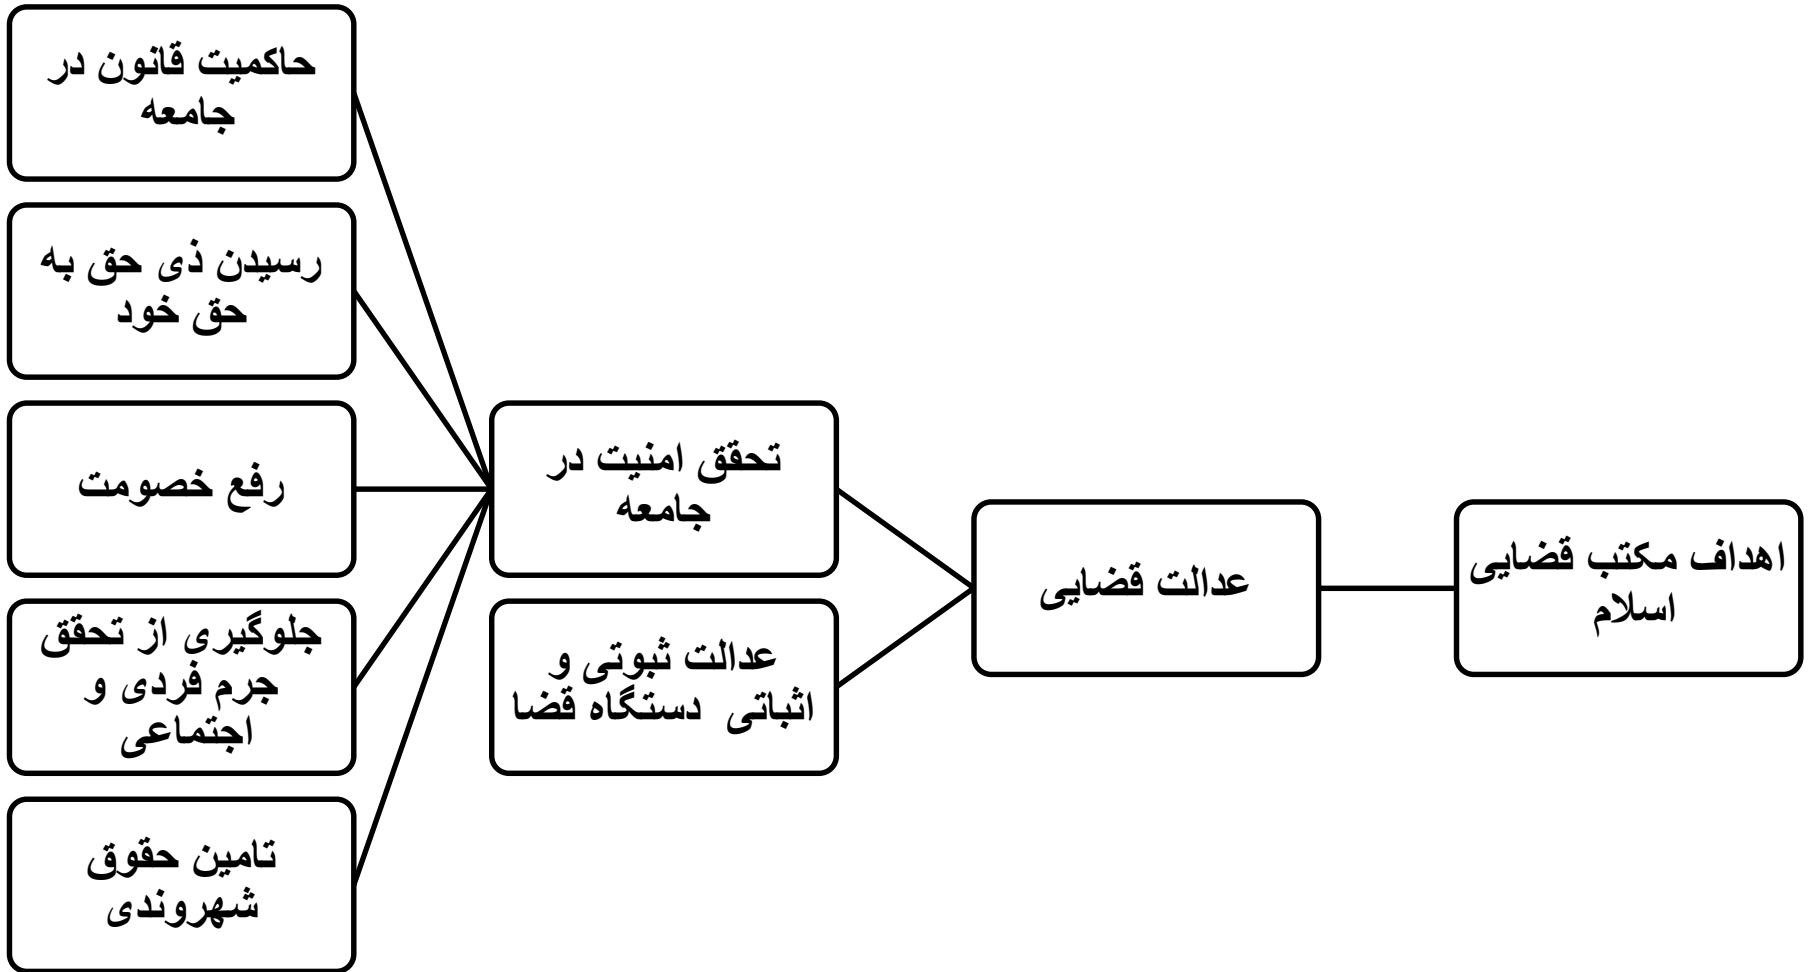 اهداف مکتب قضایی
اسلام
عدالت قضایی
تحقق امنیت در
جامعه
حاکمیت قانون در
جامعه
رسیدن ذی حق به
حق خود
رفع خصومت
جلوگیری از تحقق
جرم فردی و
اجتماعی
تامین حقوق
شهروندی
عدالت ثبوتی و
اثباتی دستگاه قضا